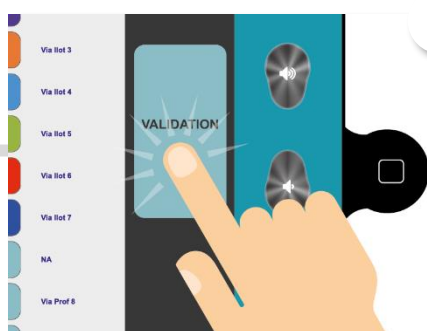 Via Ilot 3
Via Ilot 4
Via Ilot 5
Via Ilot 6
Via Ilot 7
NA
Via Prof 8
VALIDATION